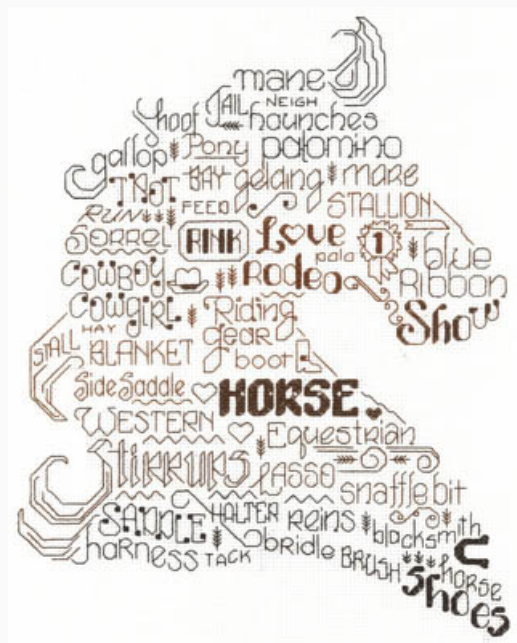 mane
TAIL NEIGH
hoof haunches
gallop Pony palomino
TROT BAY gelding mare
RUN FEED STALLION
SORREL RINK Love 1 blue
polo
COWBOY Rodeo Ribbon
COWGIRL Riding Show
HAY gear
STALL BLANKET boot
Side Saddle HORSE
WESTERN Equestrian
STIRRUPS LASSO snaffle bit
SADDLE HALTER REINS blacksmith
harness TACK bridle BRUSH horse
shoes